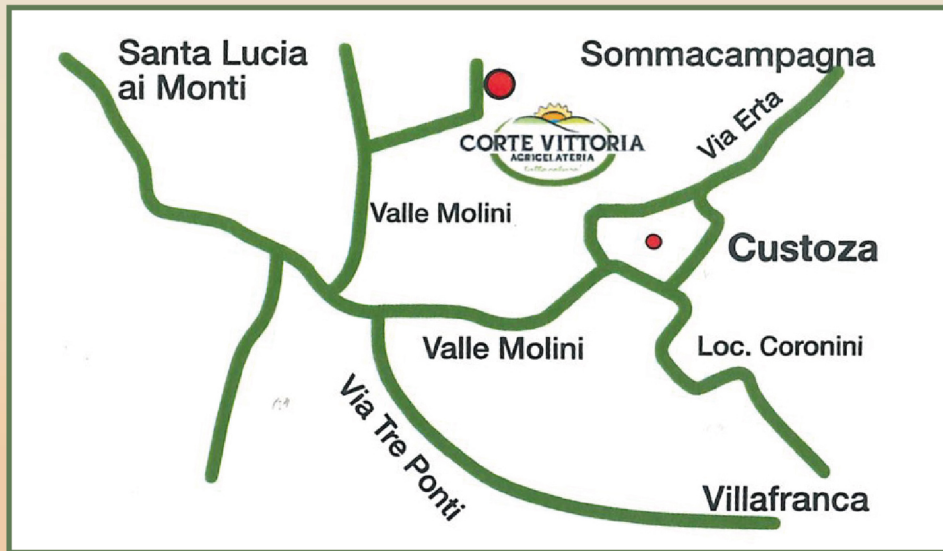 Santa Lucia
ai Monti
Sommacampagna
Via Erta
CORTE VITTORIA
AGRIGELATERIA
Valle Molini
Custoza
Valle Molini
Loc. Coronini
Via Tre Ponti
Villafranca